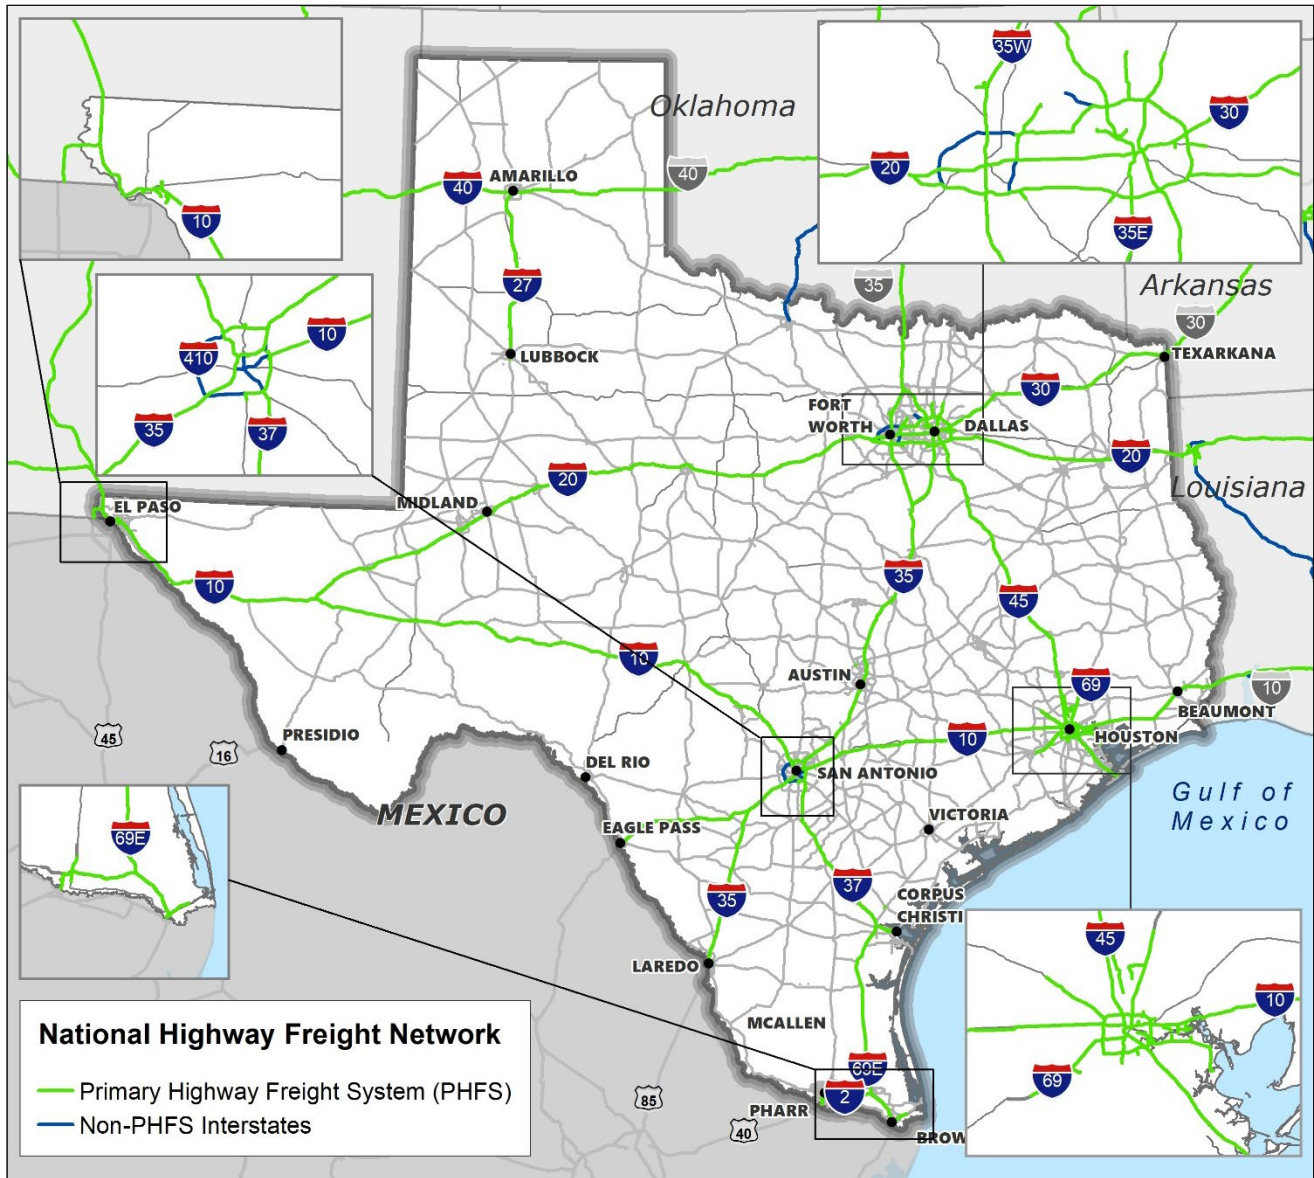 Oklahoma
Arkansas
Louisiana
Gulf of
Mexico
MEXICO
AMARILLO
LUBBOCK
TEXARKANA
FORT
WORTH
DALLAS
EL PASO
MIDLAND
AUSTIN
BEAUMONT
HOUSTON
PRESIDIO
DEL RIO
SAN ANTONIO
EAGLE PASS
VICTORIA
CORPUS
CHRISTI
LAREDO
MCALLEN
PHARR
BROW
40
40
27
35
30
30
20
20
10
10
10
10
35
45
69
35
37
69E
2
45
16
85
40
10
410
10
35
37
35W
30
20
35E
69E
45
10
69
National Highway Freight Network
Primary Highway Freight System (PHFS)
Non-PHFS Interstates